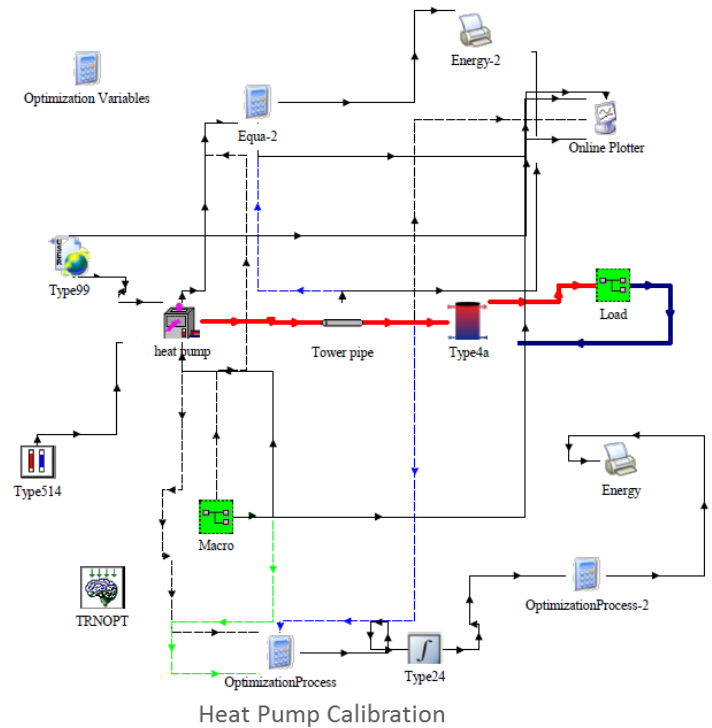 Energy-2
Optimization Variables
Equa-2
Online Plotter
Type99
Load
heat pump
Tower pipe
Type4a
Type514
Energy
Macro
TRNOPT
OptimizationProcess-2
OptimizationProcess
Type24
Heat Pump Calibration